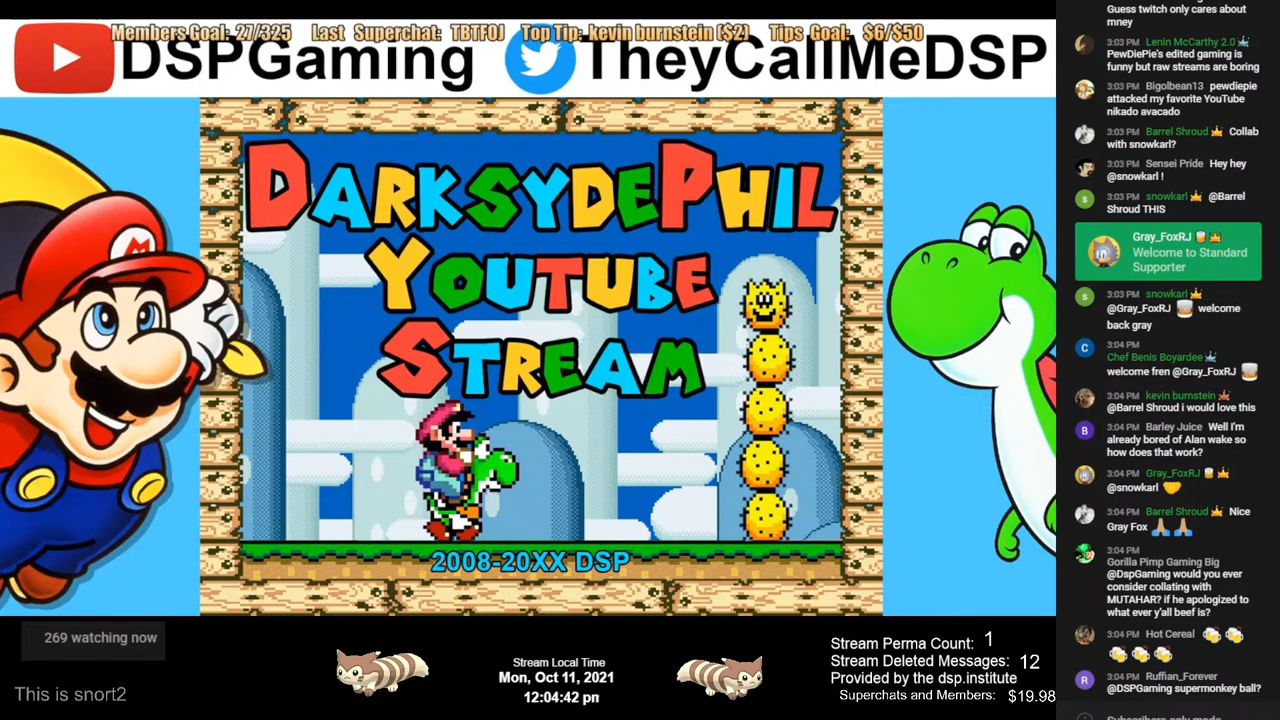 Members Goal: 27/325 Last Superchat: TBTFOJ Top Tip: kevin burnstein ($2) Tips Goal: $6/$50
DSPGaming TheyCallMeDSP
DARKSYDEPHIL
YOUTUBE
STREAM
2008-20XX DSP
269 watching now
This is snort2
Stream Local Time
Mon, Oct 11, 2021
12:04:42 pn
Stream Perma Count: 1
Stream Deleted Messages: 12
Provided by the dsp.institute
Superchats and Members: $19.98
Guess twitch only cares about
mney
3:03 PM Lenin McCarthy 2.0
PewDiePie's edited gaming is
funny but raw streams are boring
3:03 PM Bigolbean13 pewdiepie
attacked my favorite YouTube
nikado avacado
3:03 PM Barrel Shroud Collab
with snowkarl?
3:03 PM Sensei Pride Hey hey
@snowkarl !
3:03 PM snowkarl @Barrel
Shroud THIS
Gray_FoxRJ
Welcome to Standard
Supporter
3:03 PM snowkarl
@Gray_FoxRJ welcome
back gray
3:04 PM
Chef Benis Boyardee
welcome fren @Gray_FoxRJ
3:04 PM kevin burnstein
@Barrel Shroud i would love this
3:04 PM Barley Juice Well I'm
already bored of Alan wake so
how does that work?
3:04 PM Gray_FoxRJ
@snowkarl
3:04 PM Barrel Shroud Nice
Gray Fox
3:04 PM
Gorilla Pimp Gaming Big
@DspGaming would you ever
consider collating with
MUTAHAR? if he apologized to
what ever y'all beef is?
3:04 PM Hot Cereal
3:04 PM Ruffian_Forever
@DSPGaming supermonkey ball?
Subscribers-only mode